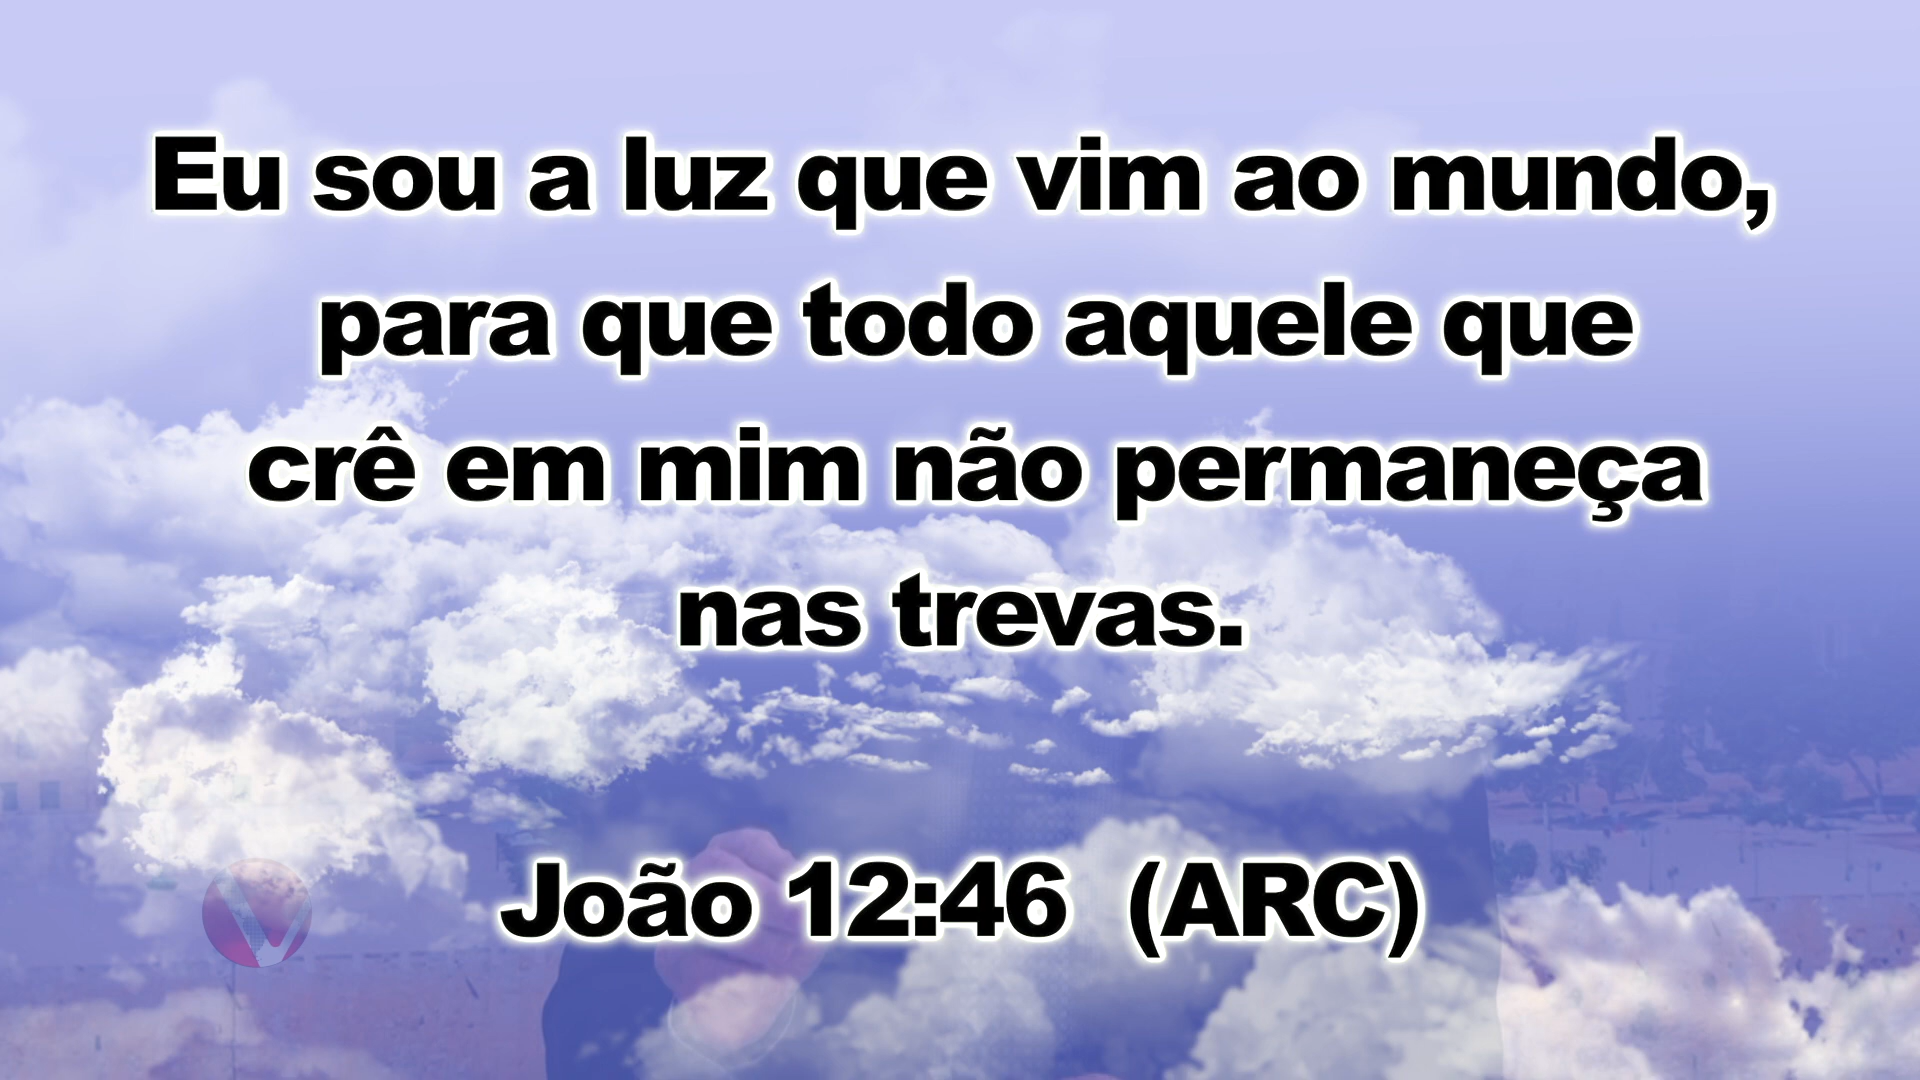 Eu sou a luz que vim ao mundo,
para que todo aquele que
crê em mim não permaneça
nas trevas.
João 12:46 (ARC)